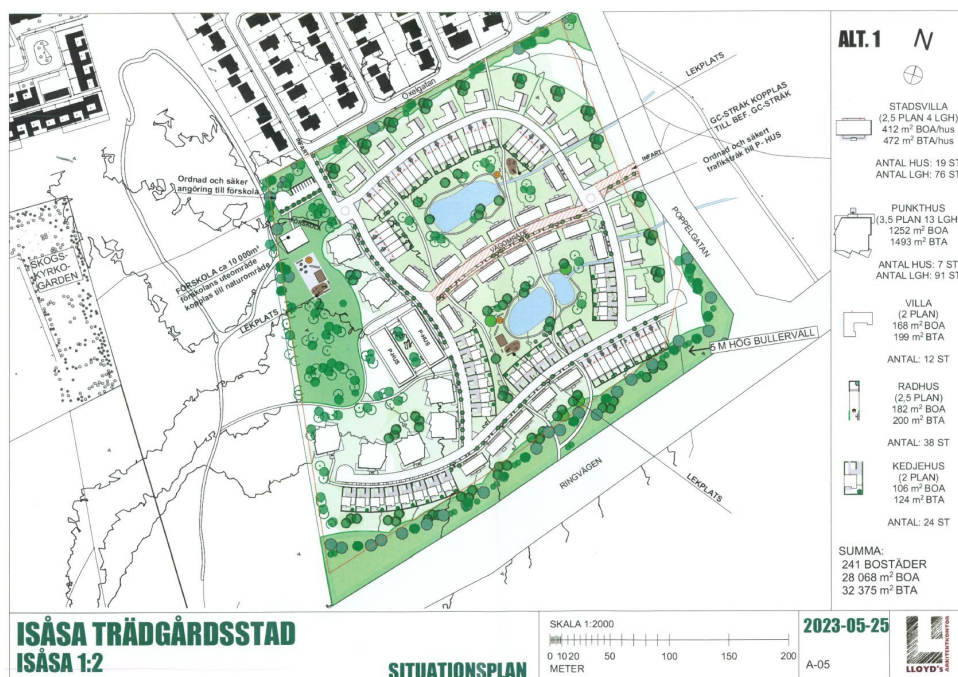 ALT. 1
N
STADSVILLA
(2,5 PLAN 4 LGH)
412 m² BOA/hus
472 m² BTA/hus
ANTAL HUS: 19 ST
ANTAL LGH: 76 ST
PUNKTHUS
(3,5 PLAN 13 LGH
1252 m² BOA
1493 m² BTA
ANTAL HUS: 7 ST
ANTAL LGH: 91 ST
VILLA
(2 PLAN)
168 m² BOA
199 m² BTA
ANTAL: 12 ST
RADHUS
(2,5 PLAN)
182 m² BOA
200 m² BTA
ANTAL: 38 ST
KEDJEHUS
(2 PLAN)
106 m² BOA
124 m² BTA
ANTAL: 24 ST
SUMMA:
241 BOSTÄDER
28 068 m² BOA
32 375 m² BTA
Oxelgatan
LEKPLATS
GC-STRÅK KOPPLAS
TILL BEF. GC-STRÅK
Ordnad och säkert
trafikstråk till P- HUS
INFART
INFART
Ordnad och säker
angöring till förskola
FÖRSKOLA
FÖRSKOLA ca 10 000m²
förskolans uteområde
kopplas till naturområde
LEKPLATS
SKOGS-
KYRKO-
GÅRDEN
POPPELGATAN
P-HUS
P-HUS
5 M HÖG BULLERVALL
RINGVÄGEN
LEKPLATS
ISÅSA TRÄDGÅRDSSTAD
ISÅSA 1:2
SITUATIONSPLAN
SKALA 1:2000
0 10 20 50 100 150 200
METER
2023-05-25
A-05
LLOYD's
ARKITEKTKONTOR